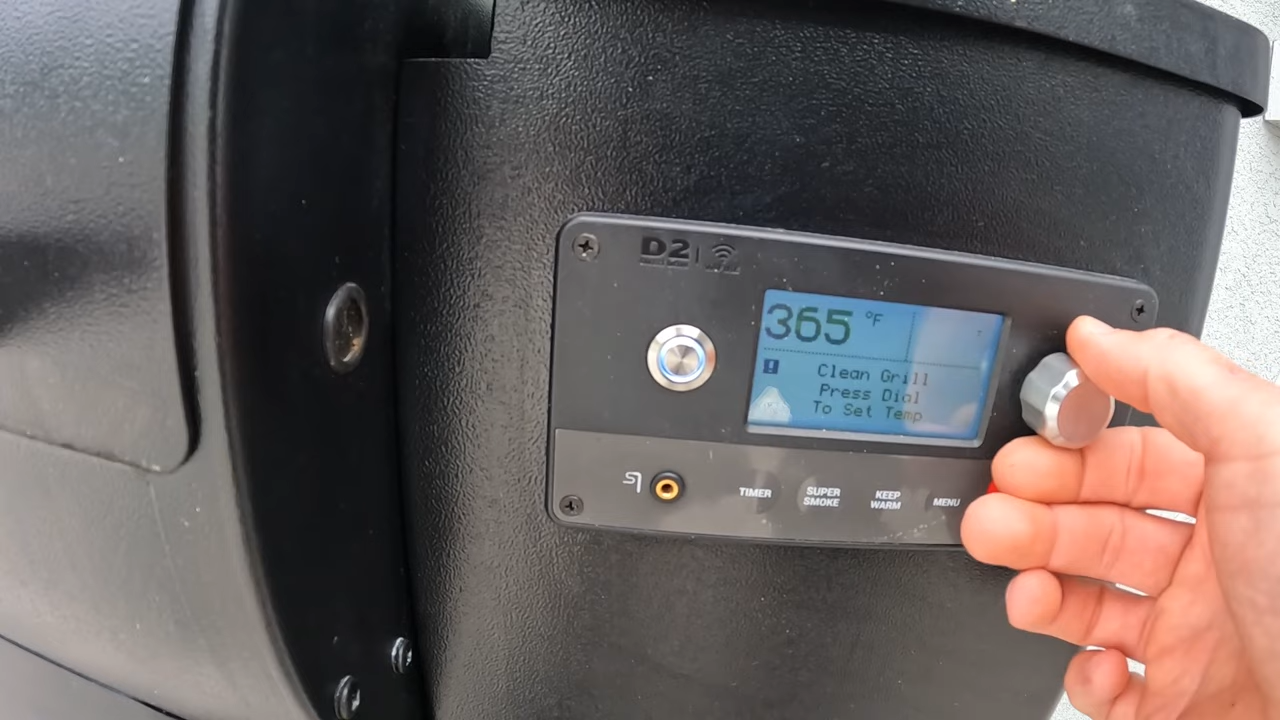 D2
365 °F
Clean Grill
Press Dial
To Set Temp
TIMER
SUPER
SMOKE
KEEP
WARM
MENU